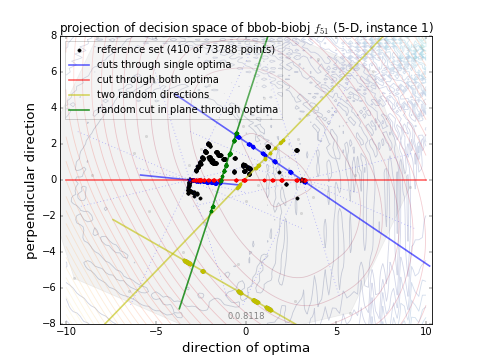 projection of decision space of bbob-biobj f51 (5-D, instance 1)
reference set (410 of 73788 points)
cuts through single optima
cut through both optima
two random directions
random cut in plane through optima
perpendicular direction
8
6
4
2
0
−2
−4
−6
−8
0.0.8118
−10
−5
0
5
10
direction of optima